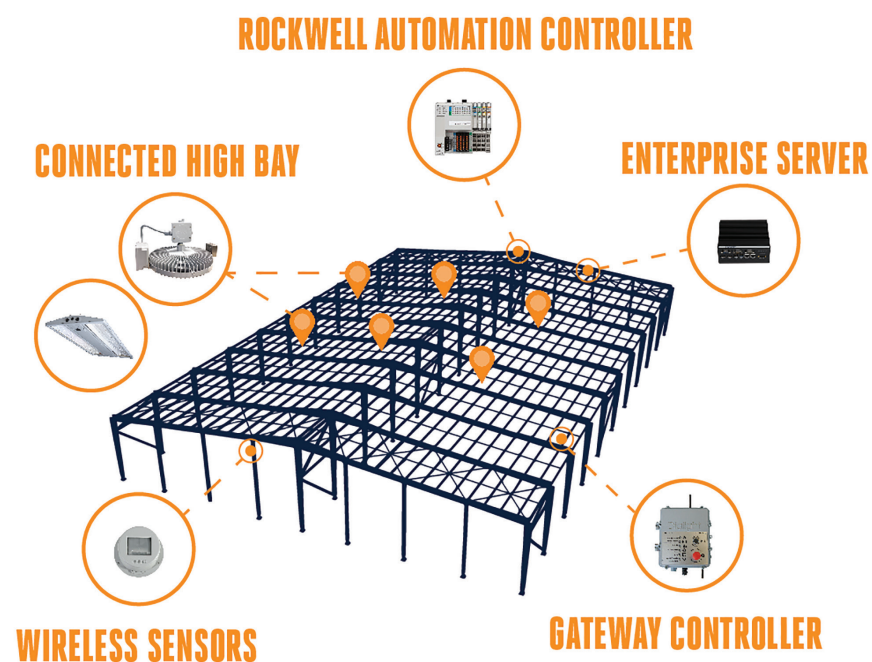 ROCKWELL AUTOMATION CONTROLLER
CONNECTED HIGH BAY
ENTERPRISE SERVER
WIRELESS SENSORS
GATEWAY CONTROLLER